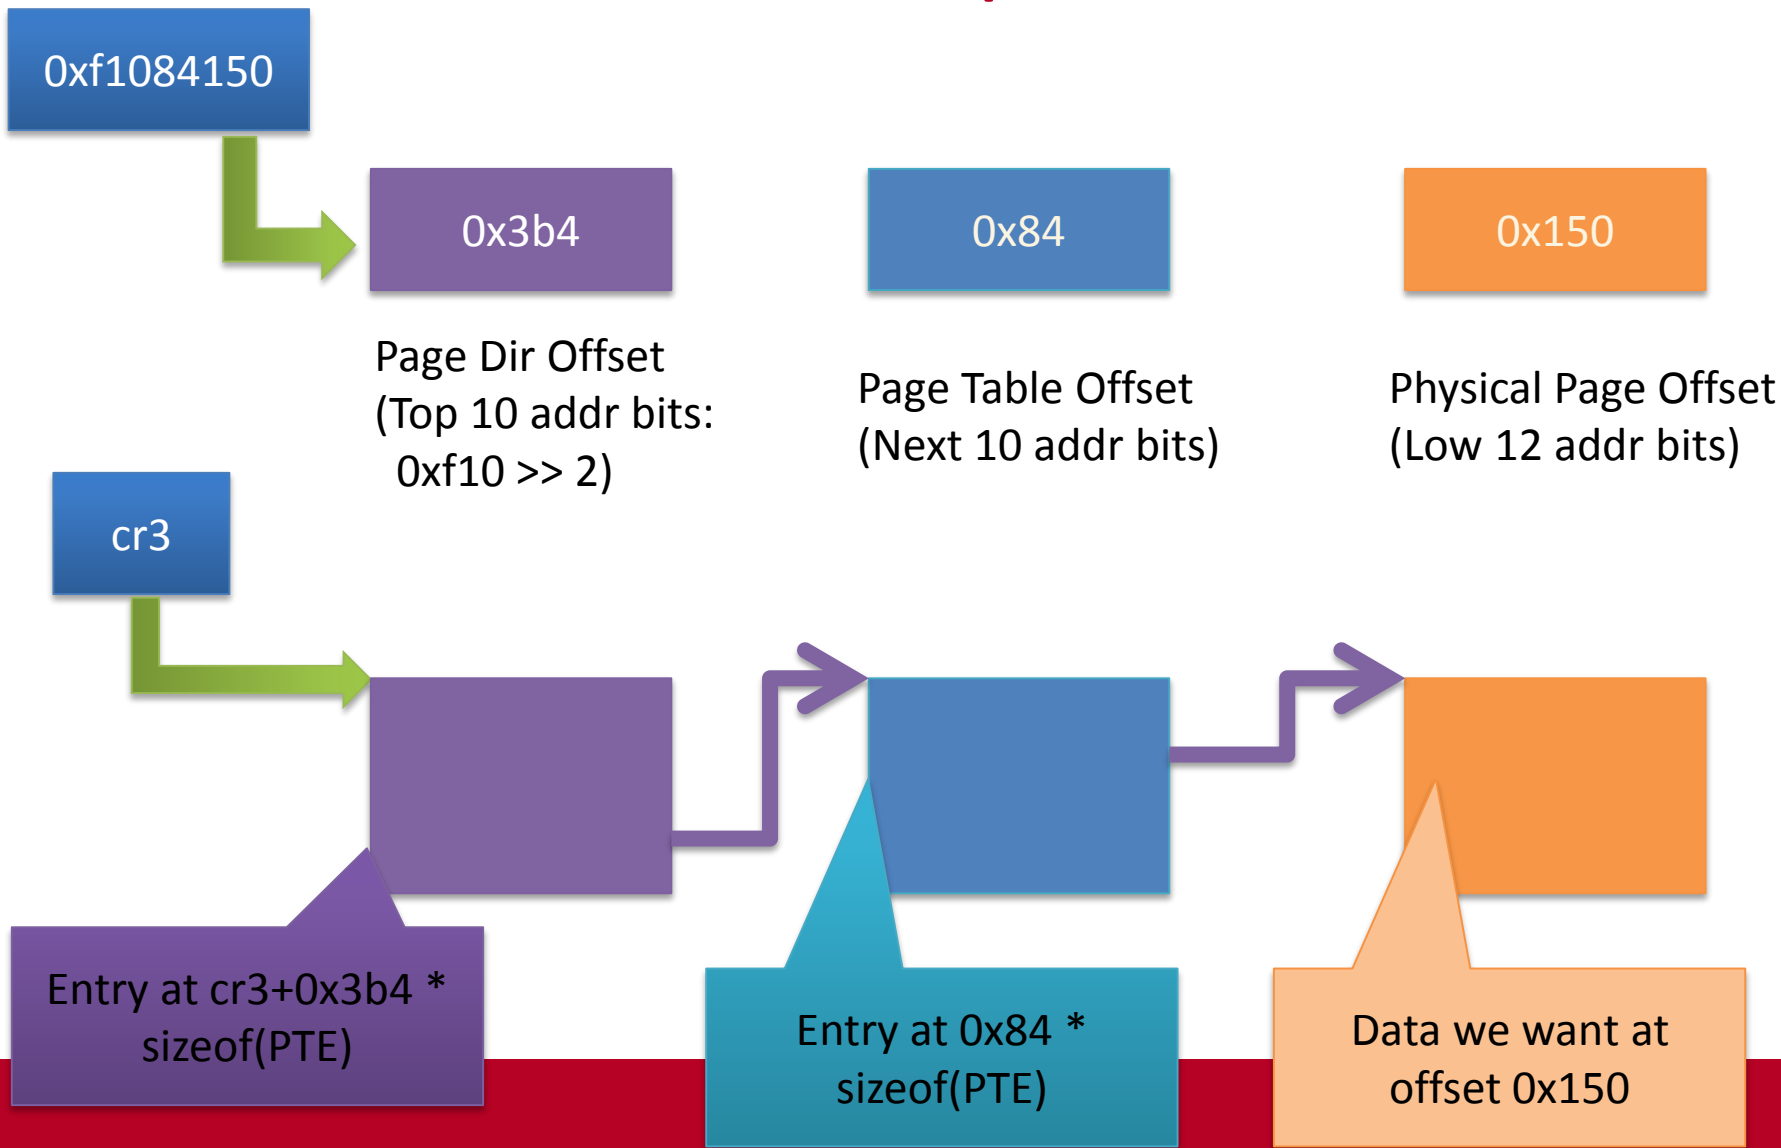 0xf1084150
0x3b4
0x84
0x150
Page Dir Offset
(Top 10 addr bits:
0xf10 >> 2)
Page Table Offset
(Next 10 addr bits)
Physical Page Offset
(Low 12 addr bits)
cr3
Entry at cr3+0x3b4 *
sizeof(PTE)
Entry at 0x84 *
sizeof(PTE)
Data we want at
offset 0x150